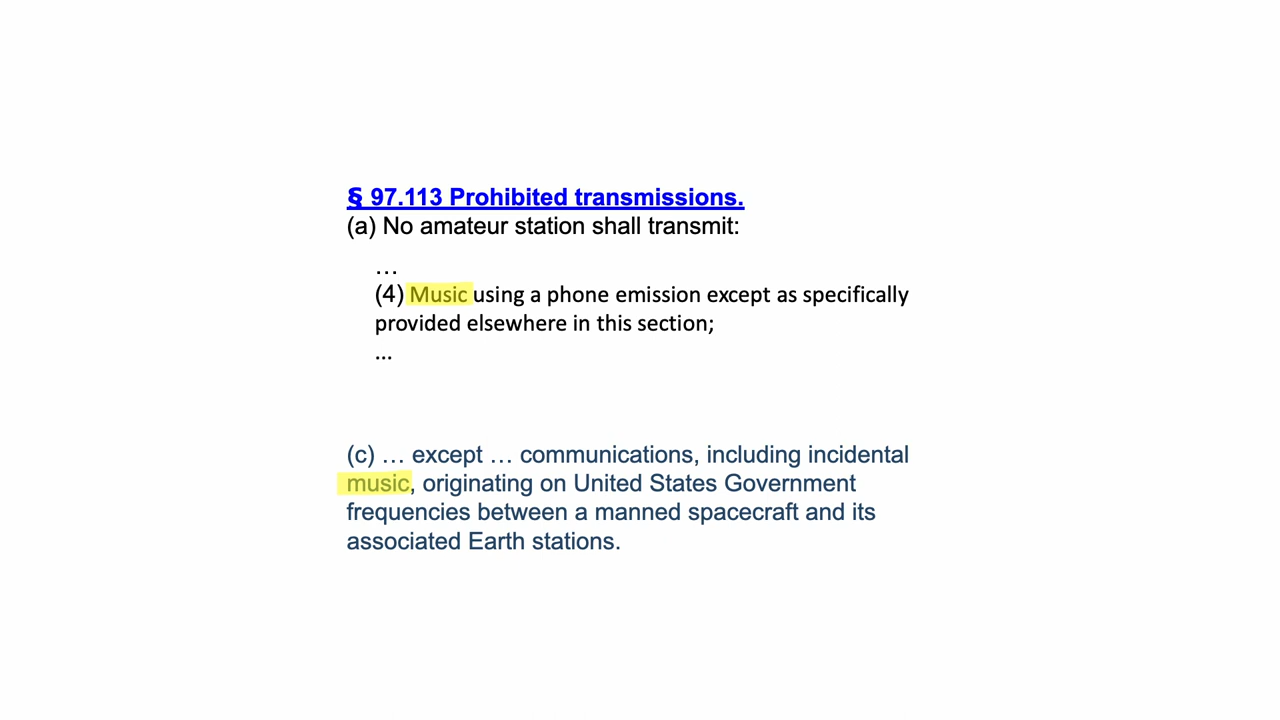 § 97.113 Prohibited transmissions.
(a) No amateur station shall transmit:
…
(4) Music using a phone emission except as specifically
provided elsewhere in this section;
...
(c) … except … communications, including incidental
music, originating on United States Government
frequencies between a manned spacecraft and its
associated Earth stations.